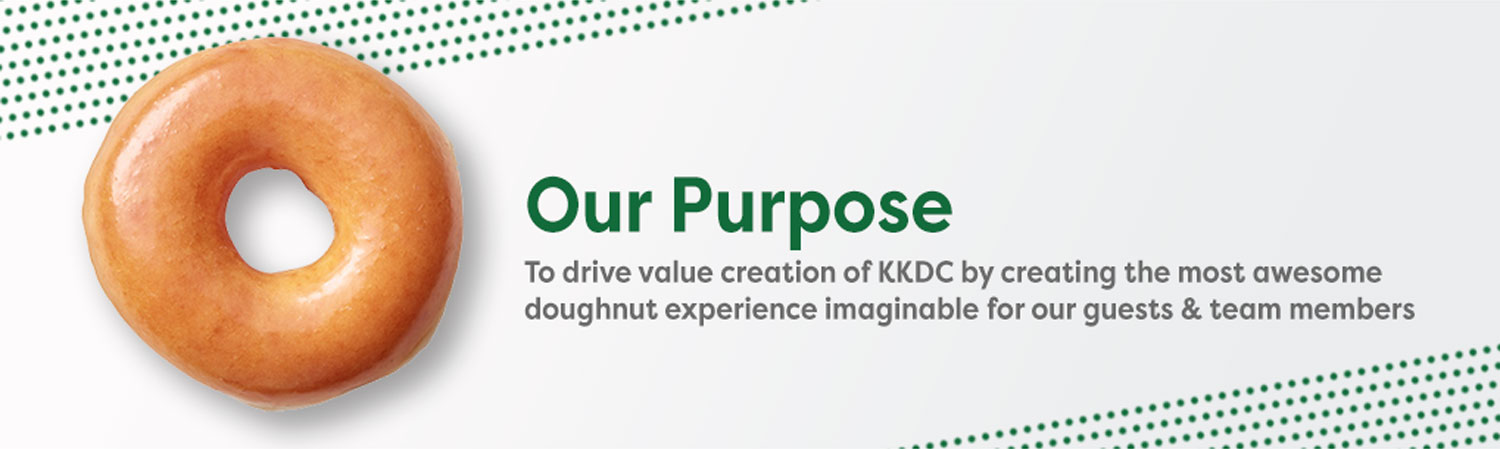 Our Purpose
To drive value creation of KKDC by creating the most awesome
doughnut experience imaginable for our guests & team members